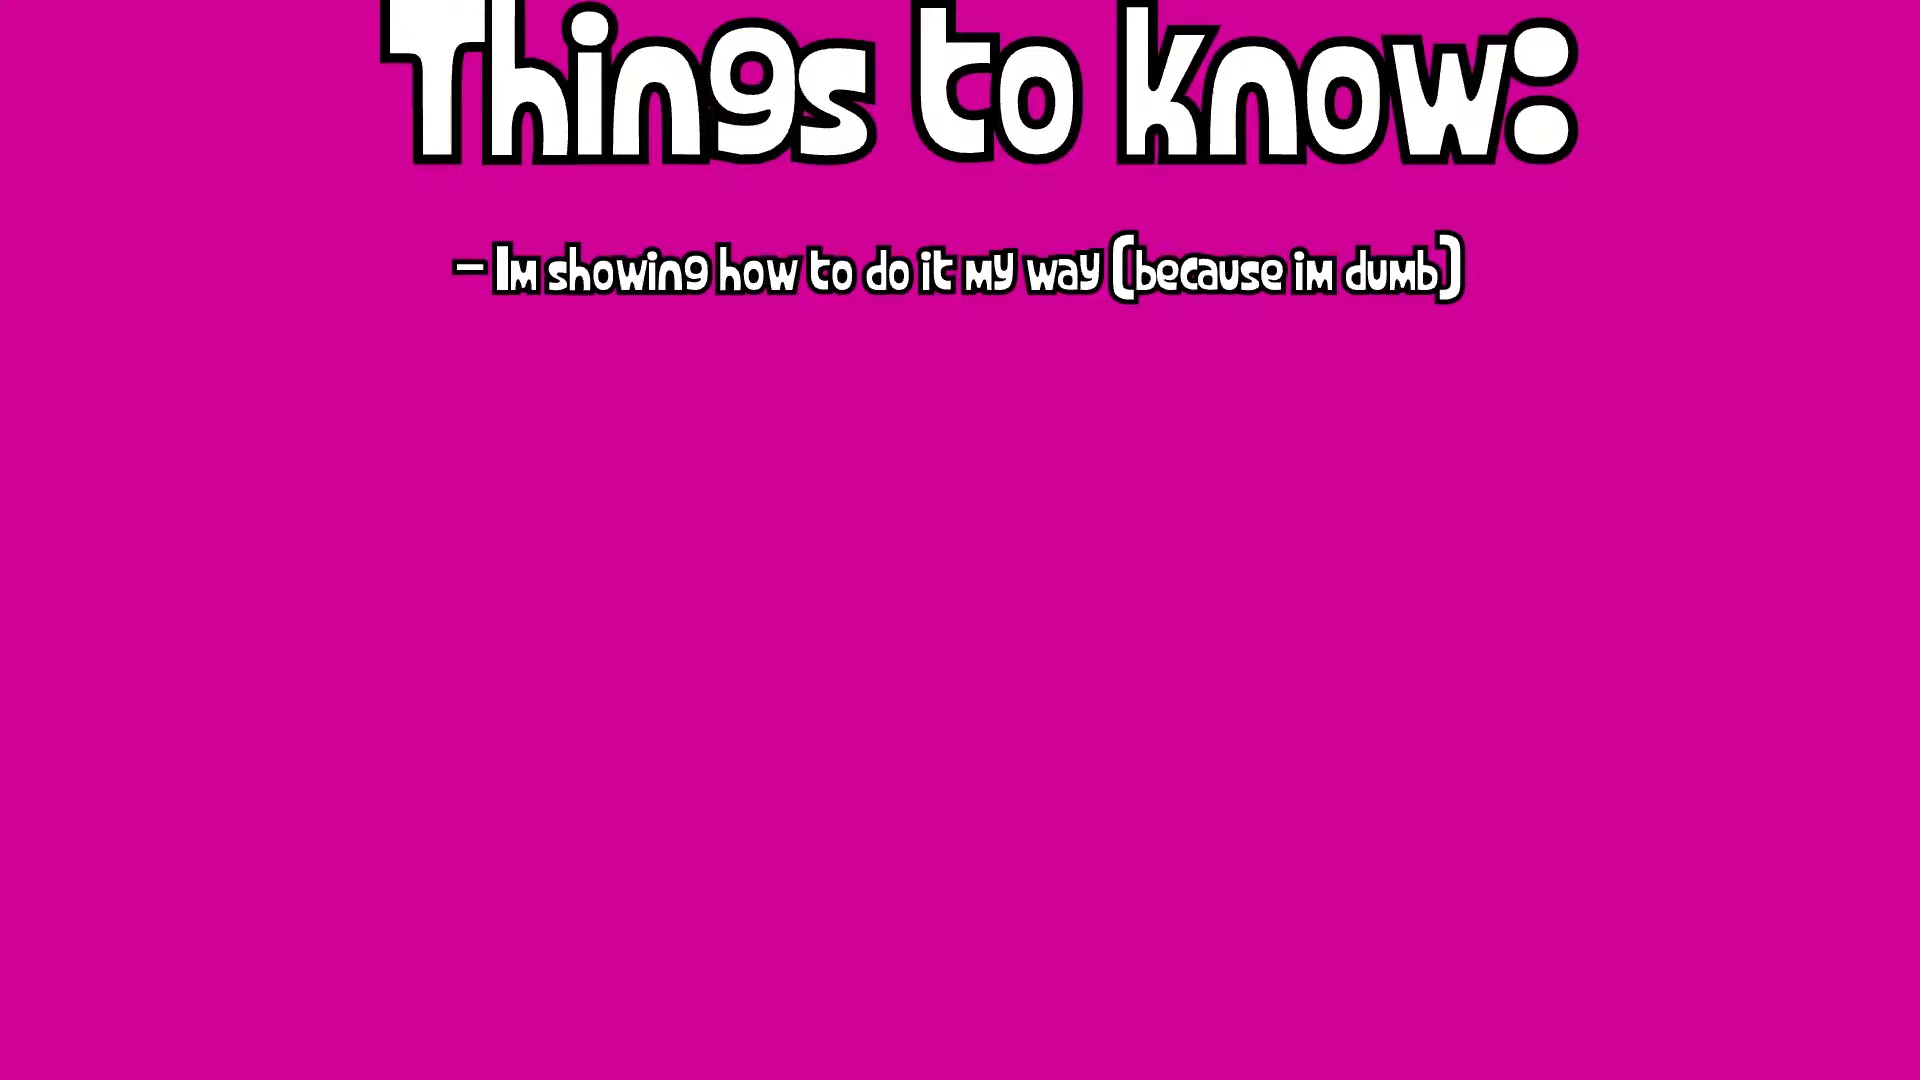 Things to know:
- Im showing how to do it my way (because im dumb)